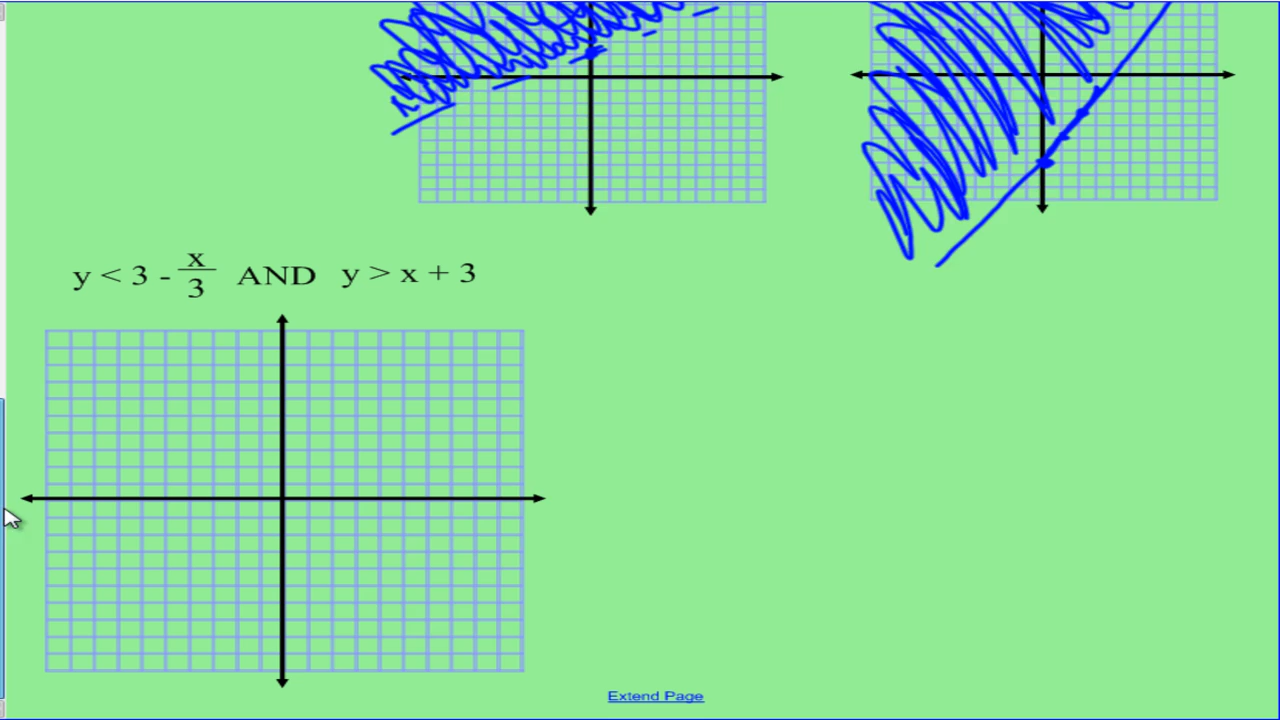 y < 3 - x/3 AND y > x + 3
Extend Page